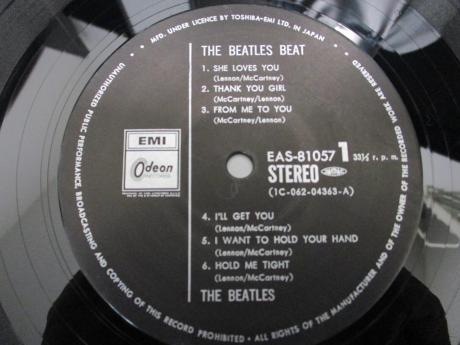 MFD. UNDER LICENCE BY TOSHIBA-EMI LTD. IN JAPAN
THE BEATLES BEAT
1. SHE LOVES YOU
(Lennon/McCartney)
2. THANK YOU GIRL
(McCartney/Lennon)
3. FROM ME TO YOU
(McCartney/Lennon)
EMI
Odeon
EAS-81057 1 33⅓ r. p. m.
STEREO
(1C-062-04363-A)
4. I'LL GET YOU
(Lennon/McCartney)
5. I WANT TO HOLD YOUR HAND
(Lennon/McCartney)
6. HOLD ME TIGHT
(Lennon/McCartney)
THE BEATLES
UNAUTHORIZED PUBLIC PERFORMANCE, BROADCASTING AND COPYING OF THIS RECORD PROHIBITED • ALL RIGHTS OF THE MANUFACTURER AND OF THE OWNER OF THE RECORDED WORK ARE RESERVED